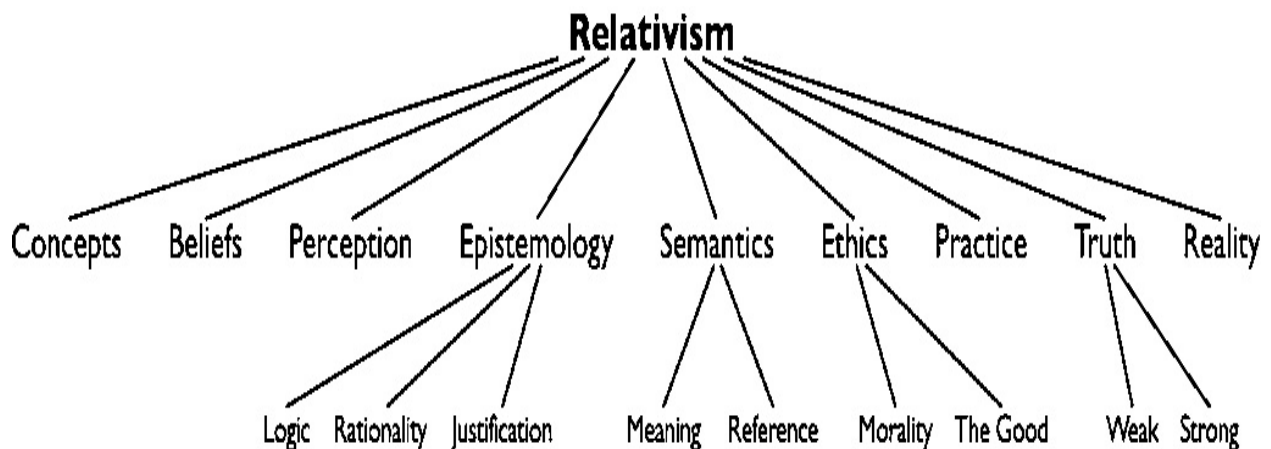 Relativism
Concepts Beliefs Perception Epistemology Semantics Ethics Practice Truth Reality
Logic Rationality Justification Meaning Reference Morality The Good Weak Strong